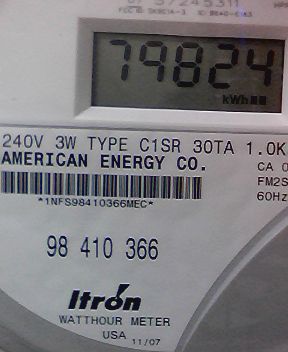 79824
kWh
240V 3W TYPE C1SR 30TA 1.0K
AMERICAN ENERGY CO.
CA 0
FM2S
60Hz
*1NFS98410366MEC*
98 410 366
Itron
WATTHOUR METER
USA 11/07